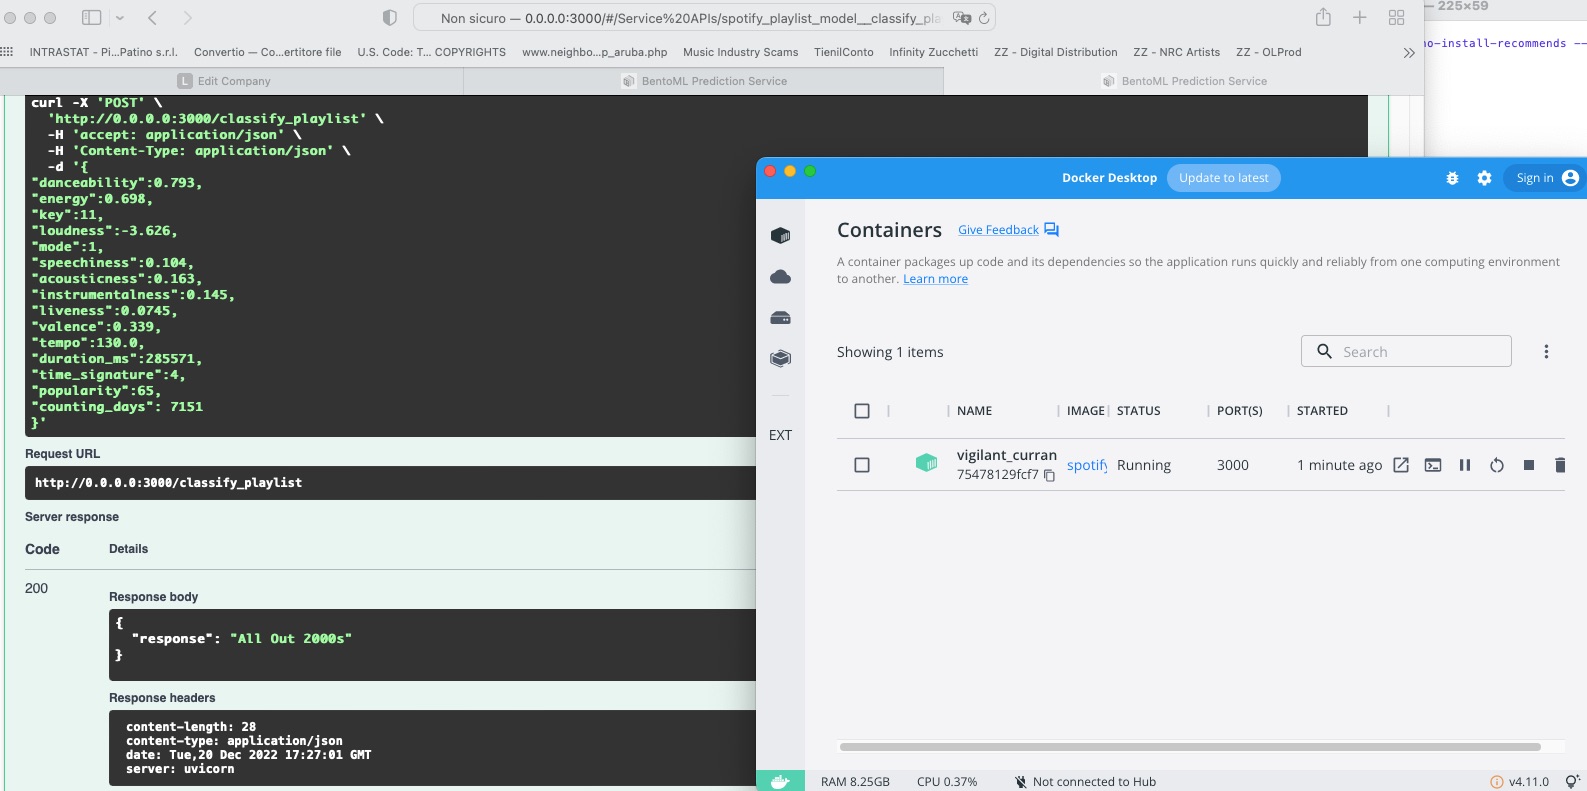 225×59
Non sicuro — 0.0.0.0:3000/#/Service%20APIs/spotify_playlist_model__classify_pla
INTRASTAT - Pi...Patino s.r.l.
Convertio — Co...ertitore file
U.S. Code: T... COPYRIGHTS
www.neighbo...p_aruba.php
Music Industry Scams
TienilConto
Infinity Zucchetti
ZZ - Digital Distribution
ZZ - NRC Artists
ZZ - OLProd
no-install-recommends --
L Edit Company
BentoML Prediction Service
BentoML Prediction Service
curl -X 'POST' \
'http://0.0.0.0:3000/classify_playlist' \
-H 'accept: application/json' \
-H 'Content-Type: application/json' \
-d '{
"danceability":0.793,
"energy":0.698,
"key":11,
"loudness":-3.626,
"mode":1,
"speechiness":0.104,
"acousticness":0.163,
"instrumentalness":0.145,
"liveness":0.0745,
"valence":0.339,
"tempo":130.0,
"duration_ms":285571,
"time_signature":4,
"popularity":65,
"counting_days": 7151
}'
Request URL
http://0.0.0.0:3000/classify_playlist
Server response
Code Details
200
Response body
{
"response": "All Out 2000s"
}
Response headers
content-length: 28
content-type: application/json
date: Tue,20 Dec 2022 17:27:01 GMT
server: uvicorn
Docker Desktop
Update to latest
Sign in
Containers
Give Feedback
A container packages up code and its dependencies so the application runs quickly and reliably from one computing environment
to another. Learn more
Showing 1 items
Search
NAME IMAGE STATUS PORT(S) STARTED
EXT
vigilant_curran
75478129fcf7
spotify
Running
3000
1 minute ago
RAM 8.25GB CPU 0.37% Not connected to Hub
v4.11.0